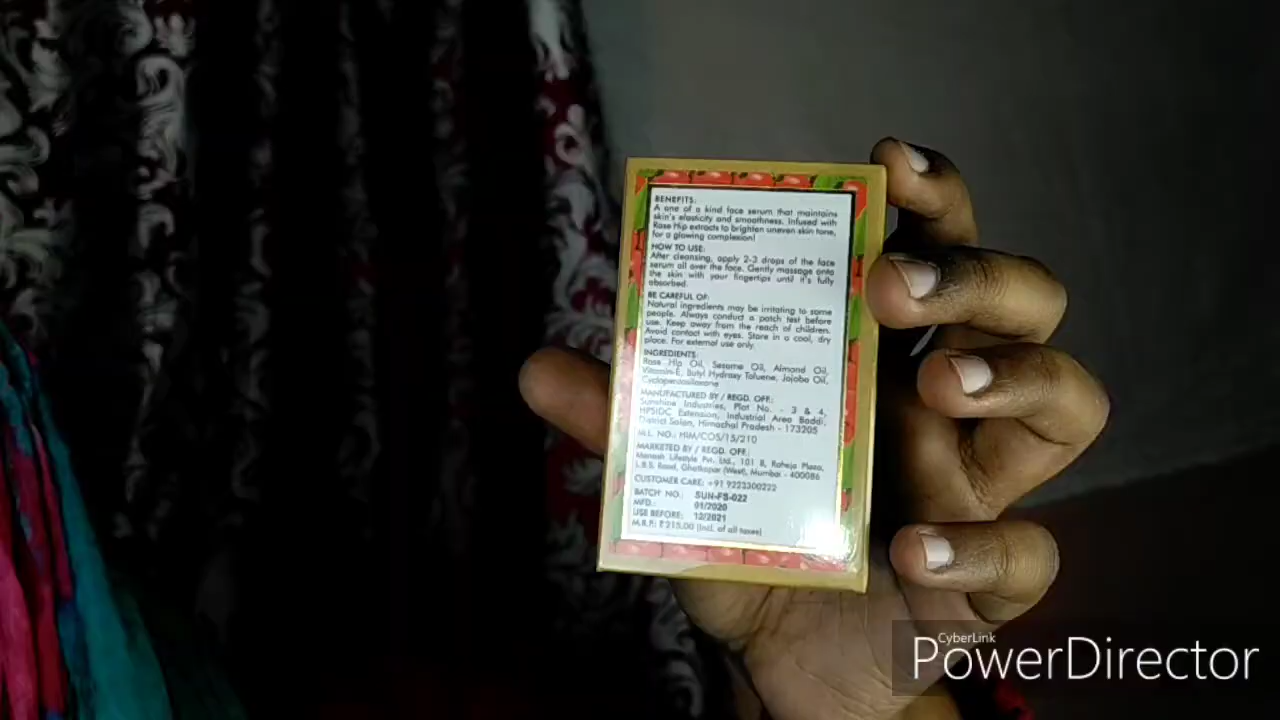 BENEFITS:
A one of a kind face serum that maintains
skin's elasticity and smoothness. Infused with
Rose Hip extracts to brighten uneven skin tone,
for a glowing complexion!
HOW TO USE:
After cleansing, apply 2-3 drops of the face
serum all over the face. Gently massage onto
the skin with your fingertips until it's fully
absorbed.
BE CAREFUL OF:
Natural ingredients may be irritating to some
people. Always conduct a patch test before
use. Keep away from the reach of children.
Avoid contact with eyes. Store in a cool, dry
place. For external use only.
INGREDIENTS:
Rose Hip Oil, Sesame Oil, Almond Oil,
Vitamin-E, Butyl Hydroxy Toluene, Jojoba Oil,
Cyclopentasiloxane
MANUFACTURED BY / REGD. OFF.:
Sunshine Industries, Plot No. - 3 & 4,
HPSIDC Extension, Industrial Area Baddi,
District Solan, Himachal Pradesh - 173205
M.L. NO.: HIM/COS/15/210
MARKETED BY / REGD. OFF.:
Manash Lifestyle Pvt. Ltd., 101 B, Raheja Plaza,
L.B.S. Road, Ghatkopar (West), Mumbai - 400086
CUSTOMER CARE: +91 9223300222
BATCH NO.: SUN-FS-022
MFD.: 01/2020
USE BEFORE: 12/2021
M.R.P.: ₹215.00 (Incl. of all taxes)
CyberLink
PowerDirector